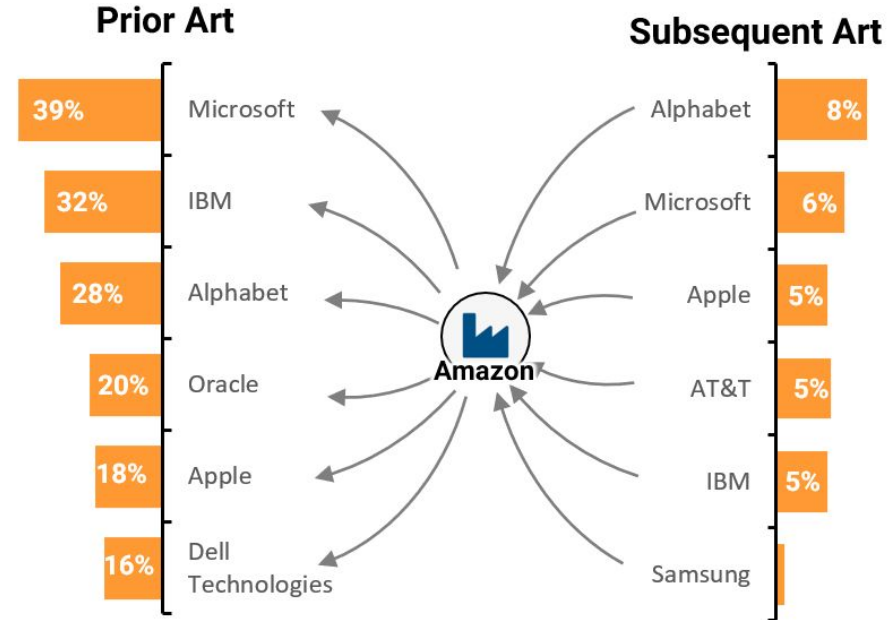 Prior Art
39%
Microsoft
32%
IBM
28%
Alphabet
20%
Oracle
18%
Apple
16%
Dell
Technologies
Amazon
Subsequent Art
Alphabet
8%
Microsoft
6%
Apple
5%
AT&T
5%
IBM
5%
Samsung